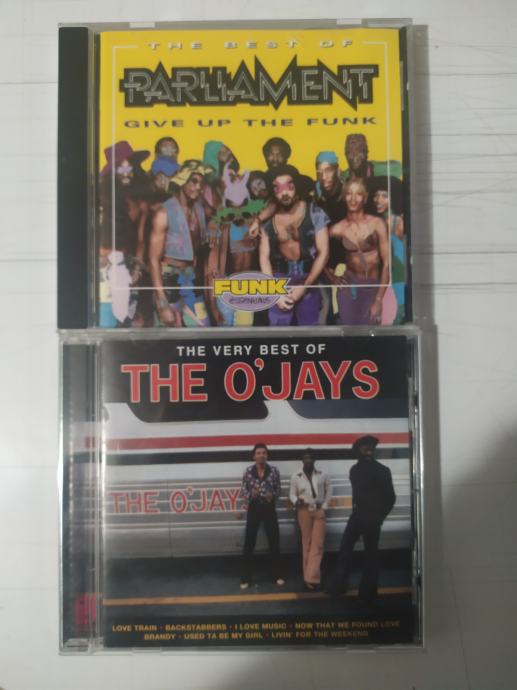 THE BEST OF
PARLIAMENT
GIVE UP THE FUNK
FUNK
ESSENTIALS
THE VERY BEST OF
THE O'JAYS
THE O'JAYS
LOVE TRAIN · BACKSTABBERS · I LOVE MUSIC · NOW THAT WE FOUND LOVE
BRANDY · USED TA BE MY GIRL · LIVIN' FOR THE WEEKEND